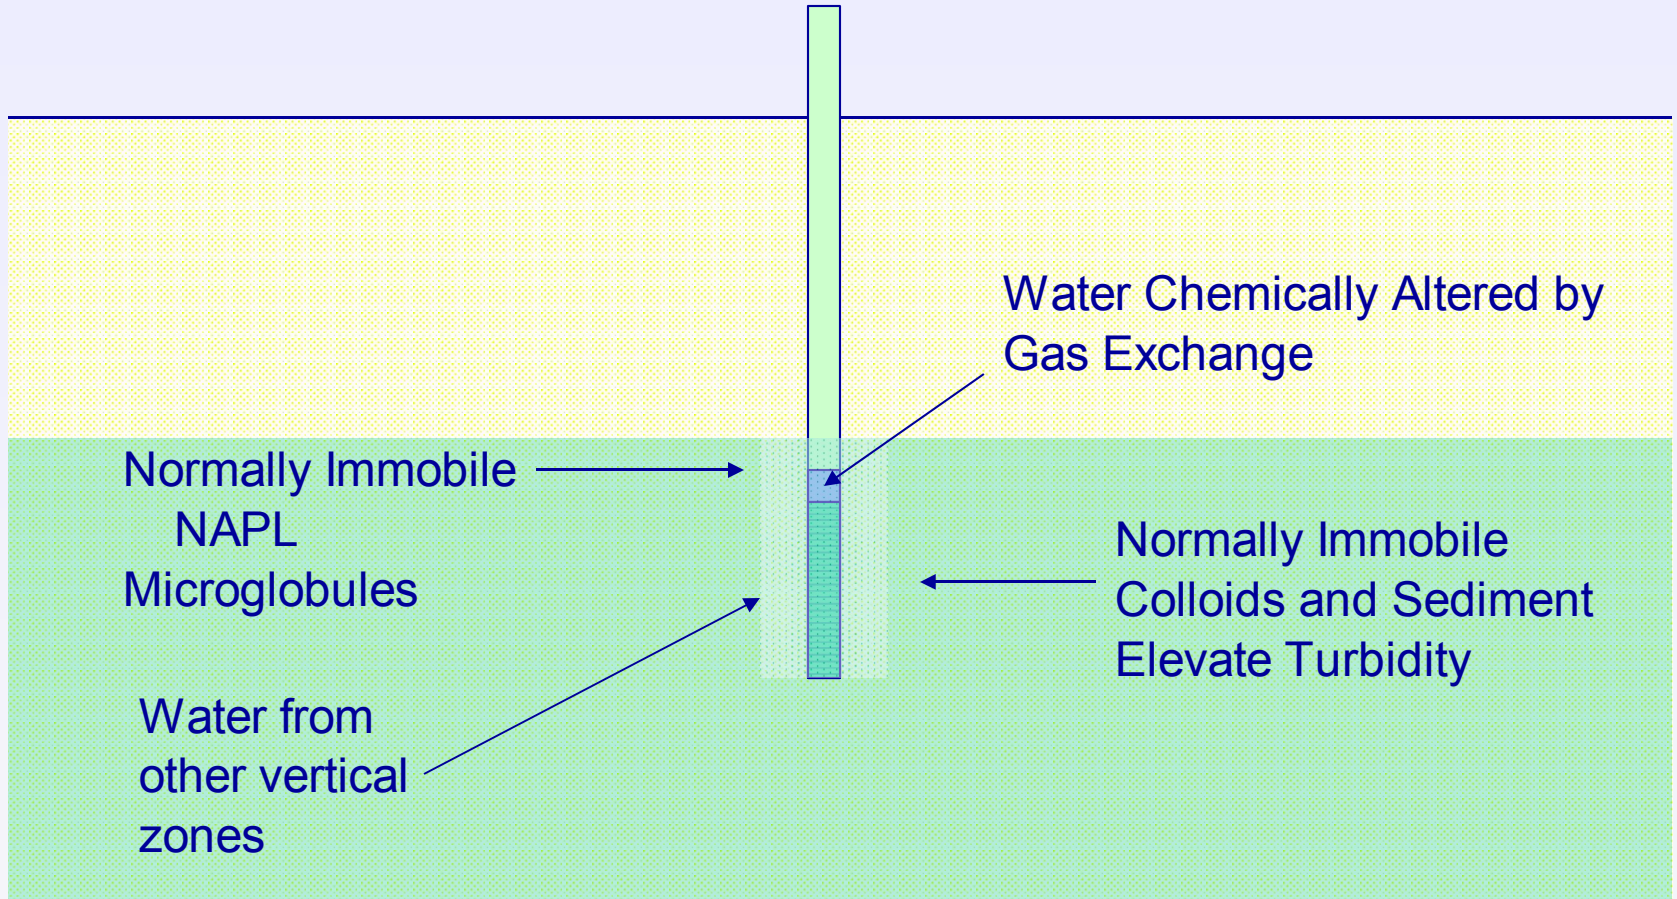 Water Chemically Altered by
Gas Exchange
Normally Immobile
NAPL
Microglobules
Normally Immobile
Colloids and Sediment
Elevate Turbidity
Water from
other vertical
zones